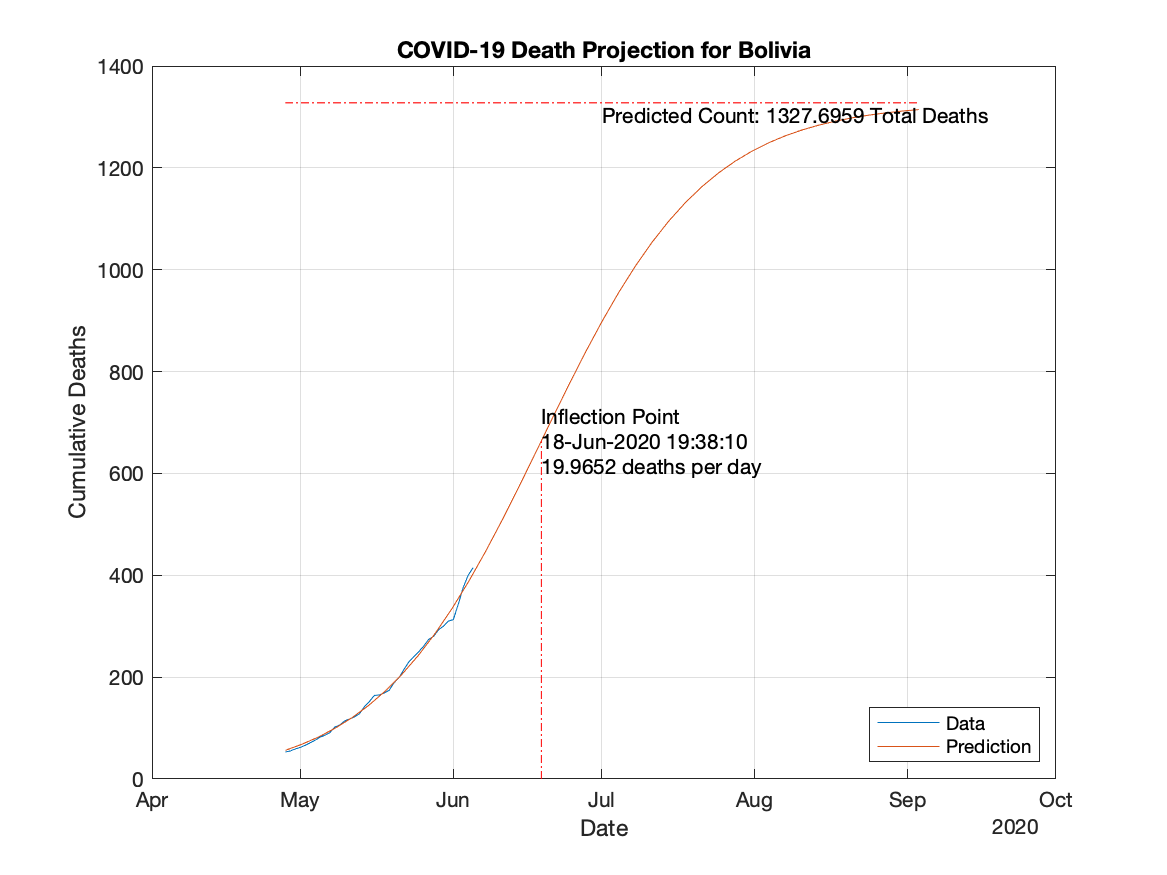 COVID-19 Death Projection for Bolivia
1400
1200
1000
800
600
400
200
0
Cumulative Deaths
Predicted Count: 1327.6959 Total Deaths
Inflection Point
18-Jun-2020 19:38:10
19.9652 deaths per day
Data
Prediction
Apr May Jun Jul Aug Sep Oct
Date
2020